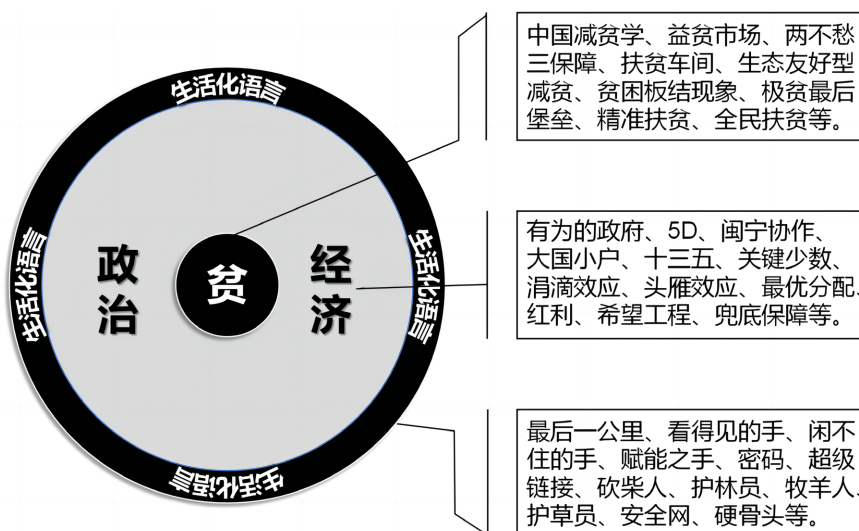 生活化语言
生活化语言
政治
贫
经济
生活化语言
生活化语言
中国减贫学、益贫市场、两不愁
三保障、扶贫车间、生态友好型
减贫、贫困板结现象、极贫最后
堡垒、精准扶贫、全民扶贫等。
有为的政府、5D、闽宁协作、
大国小户、十三五、关键少数、
涓滴效应、头雁效应、最优分配、
红利、希望工程、兜底保障等。
最后一公里、看得见的手、闲不
住的手、赋能之手、密码、超级
链接、砍柴人、护林员、牧羊人、
护草员、安全网、硬骨头等。